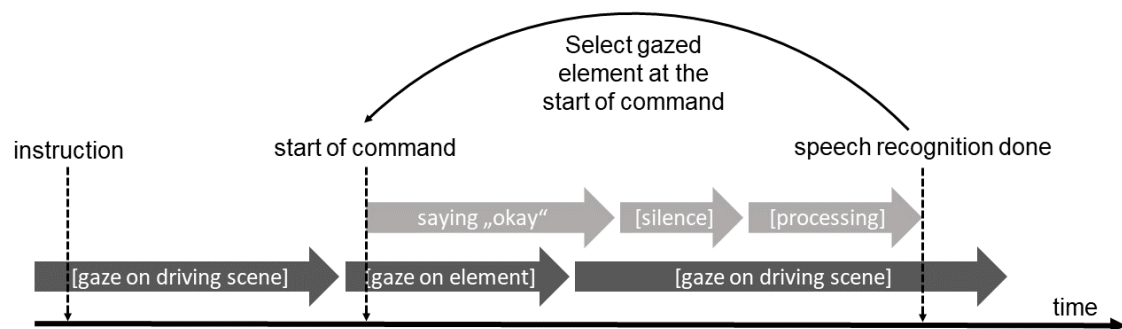 Select gazed
element at the
start of command
instruction
start of command
speech recognition done
saying „okay“
[silence]
[processing]
[gaze on driving scene]
[gaze on element]
[gaze on driving scene]
time